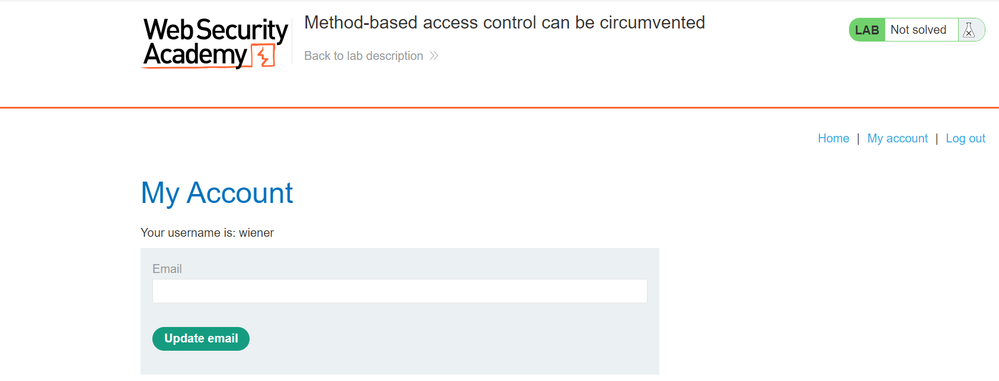 Web Security
Academy
Method-based access control can be circumvented
Back to lab description
LAB Not solved
Home | My account | Log out
My Account
Your username is: wiener
Email
Update email